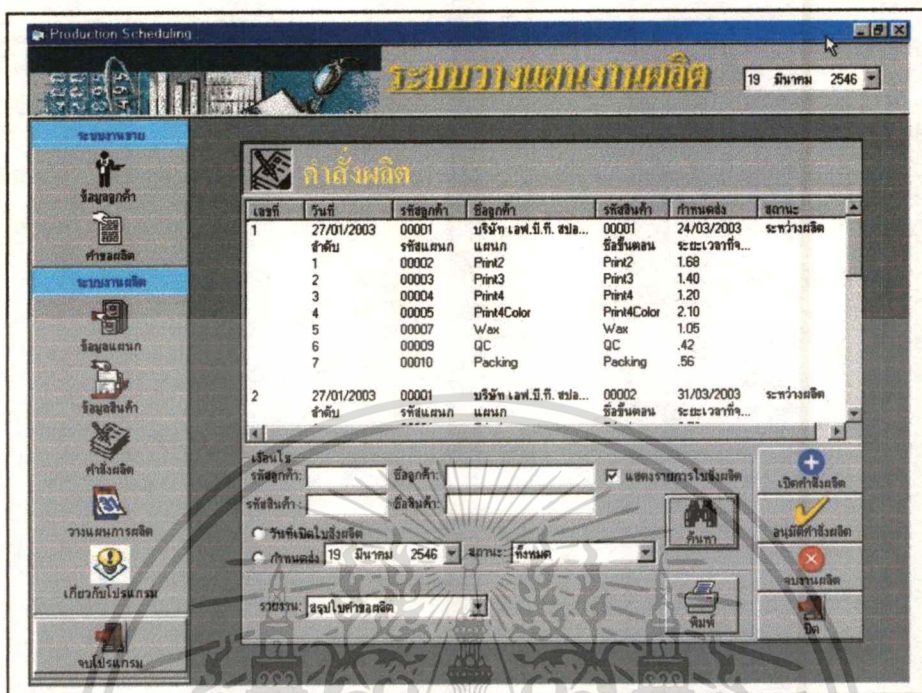 Production Scheduling
ระบบวางแผนงานผลิต
19 มีนาคม 2546
ระบบงานขาย
ข้อมูลลูกค้า
คำขอผลิต
ระบบงานผลิต
ข้อมูลแผนก
ข้อมูลสินค้า
คำสั่งผลิต
วางแผนการผลิต
เกี่ยวกับโปรแกรม
จบโปรแกรม
คำสั่งผลิต
เลขที่ วันที่ รหัสลูกค้า ชื่อลูกค้า รหัสสินค้า กำหนดส่ง สถานะ
1 27/01/2003 00001 บริษัท เอฟ.บี.ที. สปอ... 00001 24/03/2003 ระหว่างผลิต
ลำดับ รหัสแผนก แผนก ชื่อขั้นตอน ระยะเวลาที่จ...
1 00002 Print2 Print2 1.68
2 00003 Print3 Print3 1.40
3 00004 Print4 Print4 1.20
4 00005 Print4Color Print4Color 2.10
5 00007 Wax Wax 1.05
6 00009 QC QC .42
7 00010 Packing Packing .56
2 27/01/2003 00001 บริษัท เอฟ.บี.ที. สปอ... 00002 31/03/2003 ระหว่างผลิต
ลำดับ รหัสแผนก แผนก ชื่อขั้นตอน ระยะเวลาที่จ...
เงื่อนไข
รหัสลูกค้า: ชื่อลูกค้า: แสดงรายการใบสั่งผลิต
รหัสสินค้า: ชื่อสินค้า:
วันที่เปิดใบสั่งผลิต
กำหนดส่ง 19 มีนาคม 2546 สถานะ: ทั้งหมด
ค้นหา
รายงาน: สรุปใบคำขอผลิต
พิมพ์
เปิดคำสั่งผลิต
อนุมัติคำสั่งผลิต
จบงานผลิต
ปิด